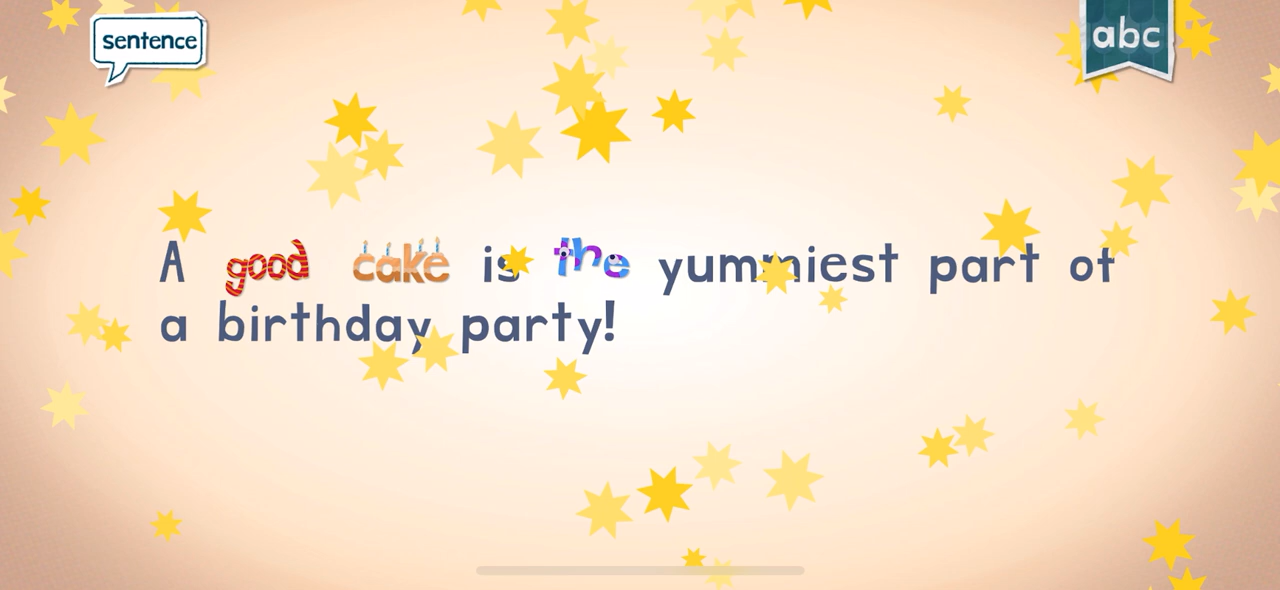 sentence
abc
A good cake is the yummiest part of
a birthday party!